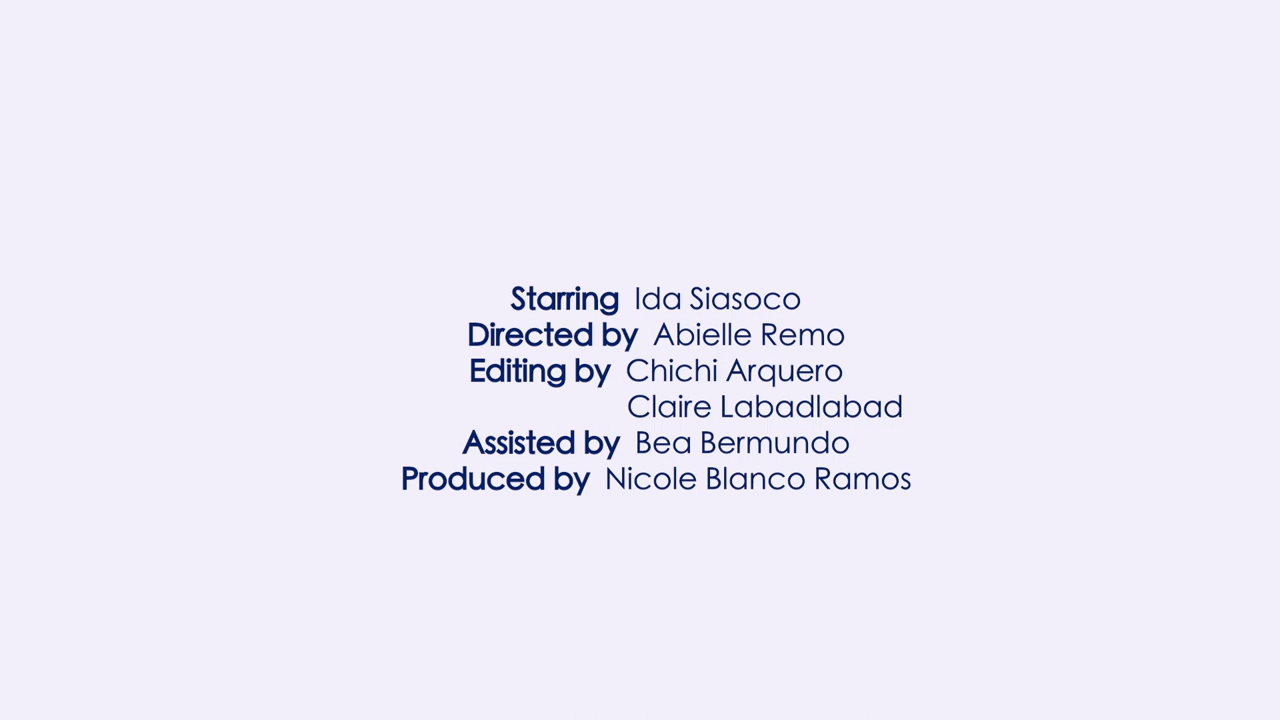 Starring Ida Siasoco
Directed by Abielle Remo
Editing by Chichi Arquero
Claire Labadlabad
Assisted by Bea Bermundo
Produced by Nicole Blanco Ramos